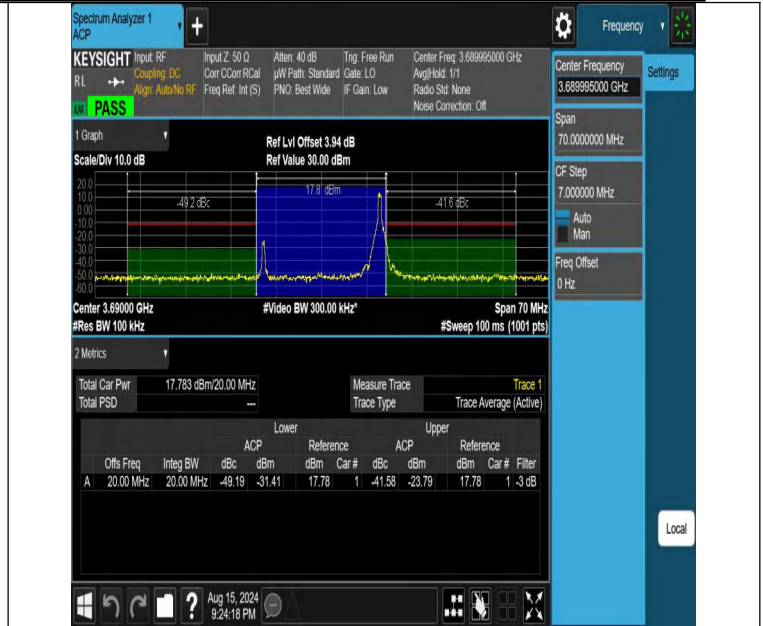 Spectrum Analyzer 1
ACP
+
Frequency
KEYSIGHT
RL
PASS
Input: RF
Coupling: DC
Align: Auto/No RF
Input Z: 50 Ω
Corr CCorr RCal
Freq Ref: Int (S)
Atten: 40 dB
µW Path: Standard
PNO: Best Wide
Trig: Free Run
Gate: LO
IF Gain: Low
Center Freq: 3.689995000 GHz
Avg|Hold: 1/1
Radio Std: None
Noise Correction: Off
Center Frequency
3.689995000 GHz
Settings
Span
70.0000000 MHz
CF Step
7.000000 MHz
Auto
Man
Freq Offset
0 Hz
1 Graph
Scale/Div 10.0 dB
Ref Lvl Offset 3.94 dB
Ref Value 30.00 dBm
20.0
10.0
0.00
-10.0
-20.0
-30.0
-40.0
-50.0
-60.0
-49.2 dBc
17.8 dBm
-41.6 dBc
Center 3.69000 GHz
#Video BW 300.00 kHz*
Span 70 MHz
#Res BW 100 kHz
#Sweep 100 ms (1001 pts)
2 Metrics
Total Car Pwr 17.783 dBm/20.00 MHz
Total PSD ---
Measure Trace Trace 1
Trace Type Trace Average (Active)
Lower Upper
ACP Reference ACP Reference
Offs Freq Integ BW dBc dBm dBm Car # dBc dBm dBm Car # Filter
A 20.00 MHz 20.00 MHz -49.19 -31.41 17.78 1 -41.58 -23.79 17.78 1 -3 dB
Local
?
Aug 15, 2024
9:24:18 PM